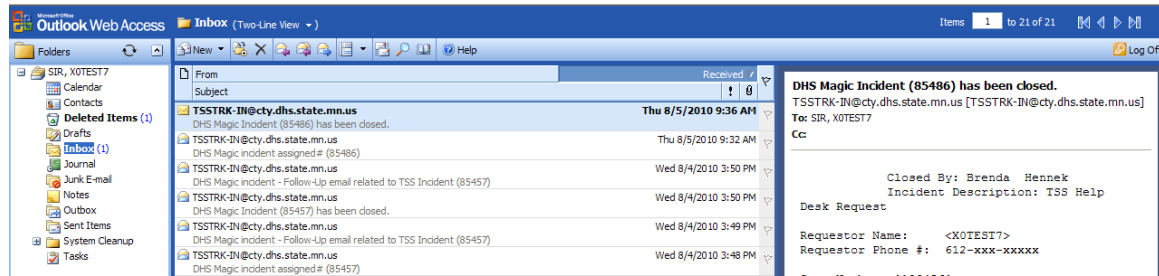 Microsoft Office
Outlook Web Access
Inbox (Two-Line View)
Items 1 to 21 of 21
Folders
New
Help
Log Of
SIR, X0TEST7
Calendar
Contacts
Deleted Items (1)
Drafts
Inbox (1)
Journal
Junk E-mail
Notes
Outbox
Sent Items
System Cleanup
Tasks
From
Received
Subject
TSSTRK-IN@cty.dhs.state.mn.us Thu 8/5/2010 9:36 AM
DHS Magic Incident (85486) has been closed.
TSSTRK-IN@cty.dhs.state.mn.us Thu 8/5/2010 9:32 AM
DHS Magic incident assigned# (85486)
TSSTRK-IN@cty.dhs.state.mn.us Wed 8/4/2010 3:50 PM
DHS Magic incident - Follow-Up email related to TSS Incident (85457)
TSSTRK-IN@cty.dhs.state.mn.us Wed 8/4/2010 3:50 PM
DHS Magic Incident (85457) has been closed.
TSSTRK-IN@cty.dhs.state.mn.us Wed 8/4/2010 3:49 PM
DHS Magic incident - Follow-Up email related to TSS Incident (85457)
TSSTRK-IN@cty.dhs.state.mn.us Wed 8/4/2010 3:48 PM
DHS Magic incident assigned# (85457)
DHS Magic Incident (85486) has been closed.
TSSTRK-IN@cty.dhs.state.mn.us [TSSTRK-IN@cty.dhs.state.mn.us]
To: SIR, X0TEST7
Cc:
Closed By: Brenda Hennek
Incident Description: TSS Help
Desk Request
Requestor Name: <X0TEST7>
Requestor Phone #: 612-xxx-xxxxx